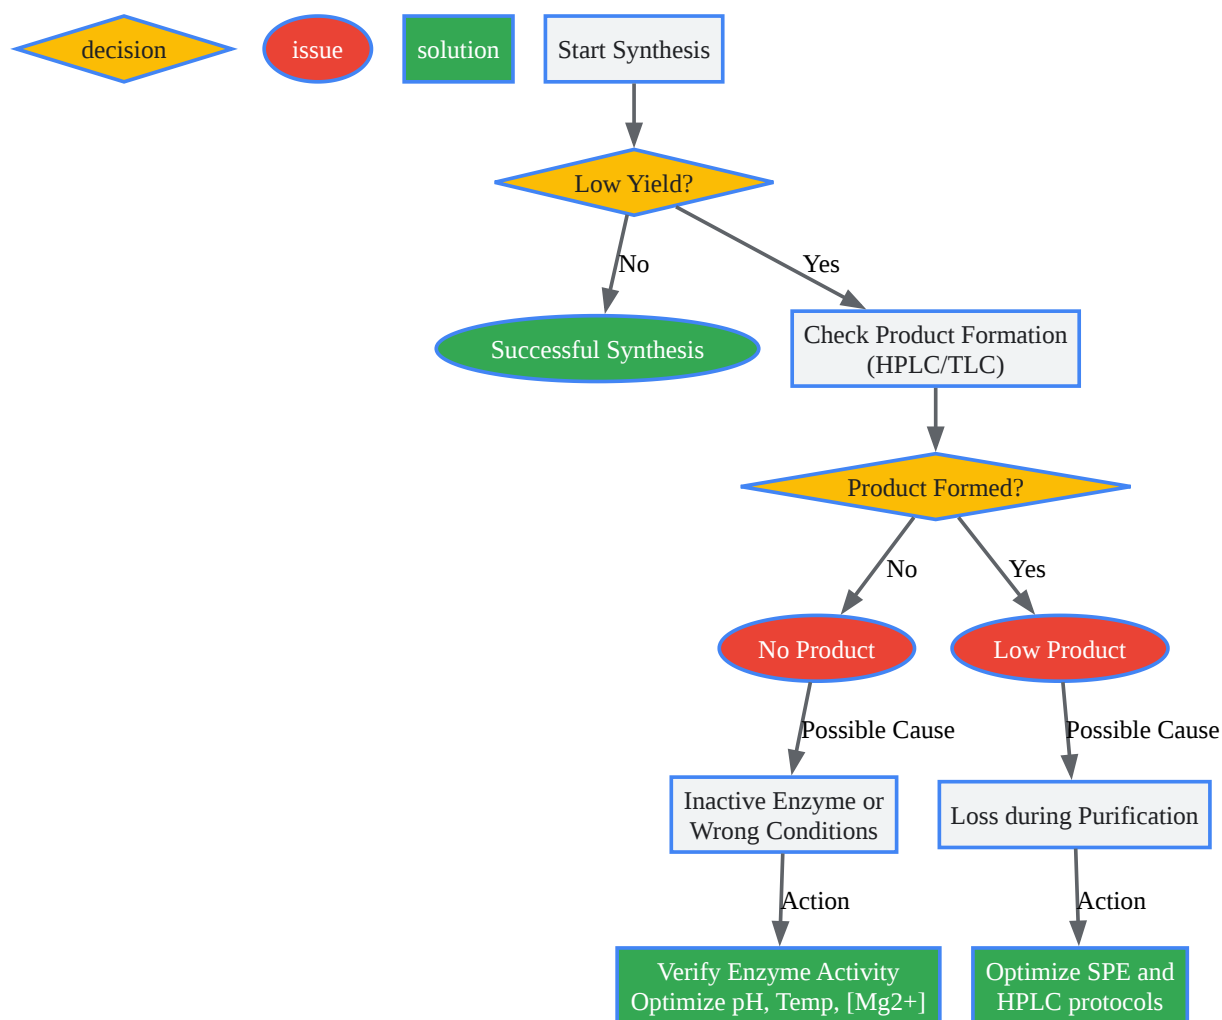 decision
issue
solution
Start Synthesis
Low Yield?
No
Yes
Successful Synthesis
Check Product Formation
(HPLC/TLC)
Product Formed?
No
Yes
No Product
Low Product
Possible Cause
Possible Cause
Inactive Enzyme or
Wrong Conditions
Loss during Purification
Action
Action
Verify Enzyme Activity
Optimize pH, Temp, [Mg2+]
Optimize SPE and
HPLC protocols